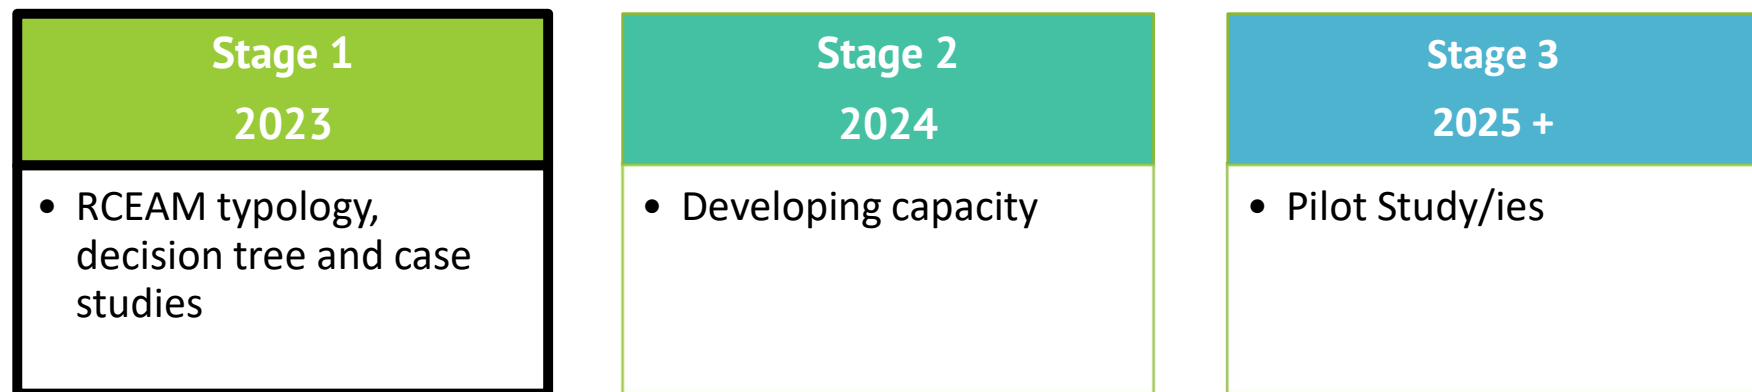 Stage 1
2023
• RCEAM typology,
decision tree and case
studies
Stage 2
2024
• Developing capacity
Stage 3
2025 +
• Pilot Study/ies